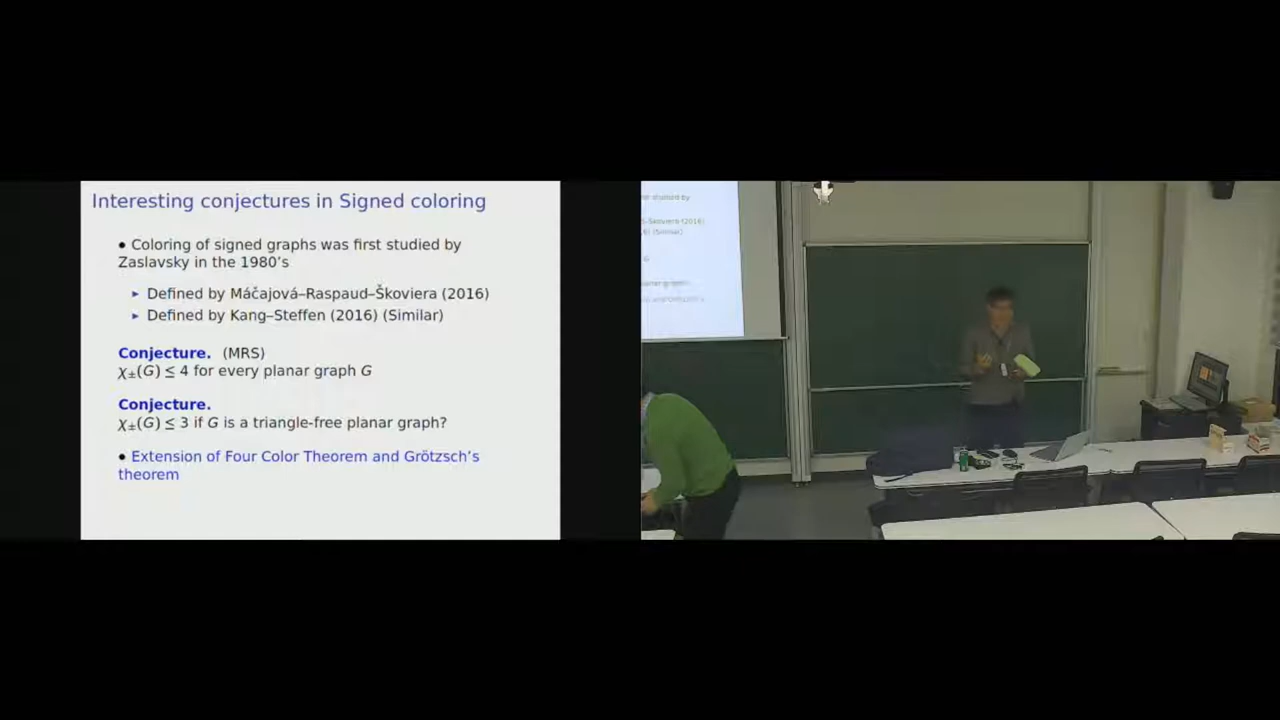 Interesting conjectures in Signed coloring
• Coloring of signed graphs was first studied by
Zaslavsky in the 1980's
▸ Defined by Máčajová–Raspaud–Škoviera (2016)
▸ Defined by Kang–Steffen (2016) (Similar)
Conjecture. (MRS)
χ±(G) ≤ 4 for every planar graph G
Conjecture.
χ±(G) ≤ 3 if G is a triangle-free planar graph?
• Extension of Four Color Theorem and Grötzsch's
theorem